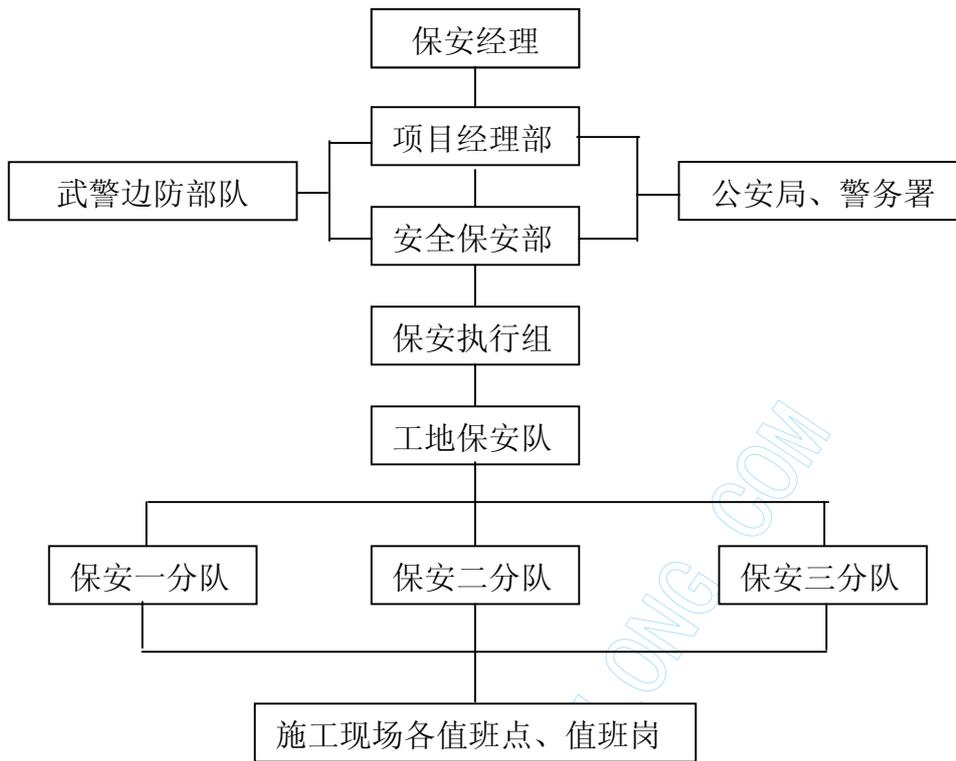 保安经理
项目经理部
武警边防部队
公安局、警务署
安全保安部
保安执行组
工地保安队
保安一分队
保安二分队
保安三分队
施工现场各值班点、值班岗
LONG. COM